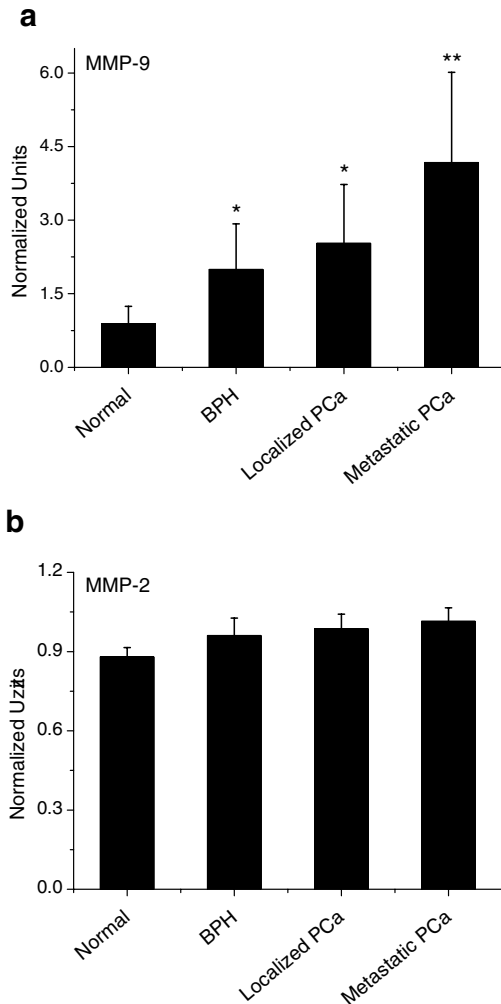 a
MMP-9
Normalized Units
6.0
4.5
3.0
1.5
0.0
*
*
**
Normal
BPH
Localized PCa
Metastatic PCa
b
MMP-2
Normalized Uzits
1.2
0.9
0.6
0.3
0.0
Normal
BPH
Localized PCa
Metastatic PCa